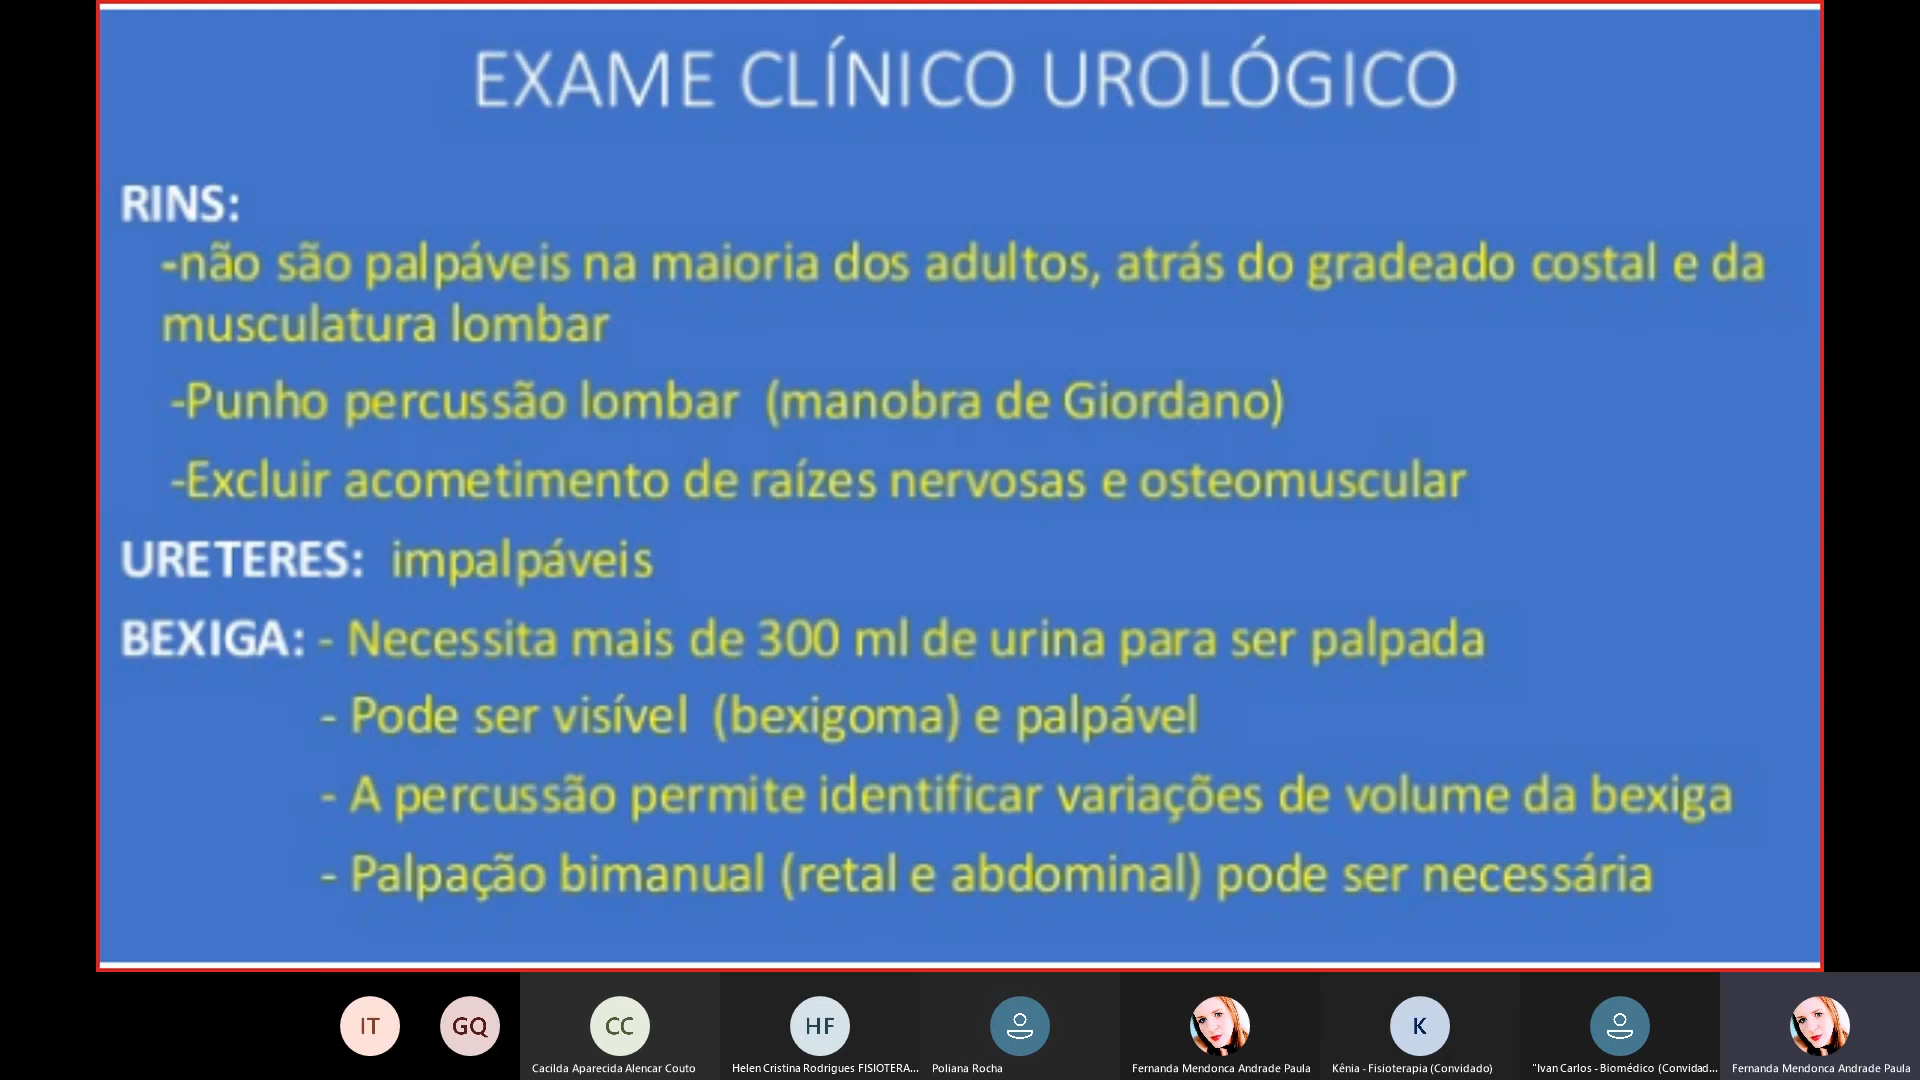 EXAME CLÍNICO UROLÓGICO
RINS:
-não são palpáveis na maioria dos adultos, atrás do gradeado costal e da
musculatura lombar
-Punho percussão lombar (manobra de Giordano)
-Excluir acometimento de raízes nervosas e osteomuscular
URETERES: impalpáveis
BEXIGA: - Necessita mais de 300 ml de urina para ser palpada
- Pode ser visível (bexigoma) e palpável
- A percussão permite identificar variações de volume da bexiga
- Palpação bimanual (retal e abdominal) pode ser necessária
IT GQ CC HF K
Cacilda Aparecida Alencar Couto Helen Cristina Rodrigues FISIOTERA... Poliana Rocha Fernanda Mendonca Andrade Paula Kênia - Fisioterapia (Convidado) "Ivan Carlos - Biomédico (Convidad... Fernanda Mendonca Andrade Paula